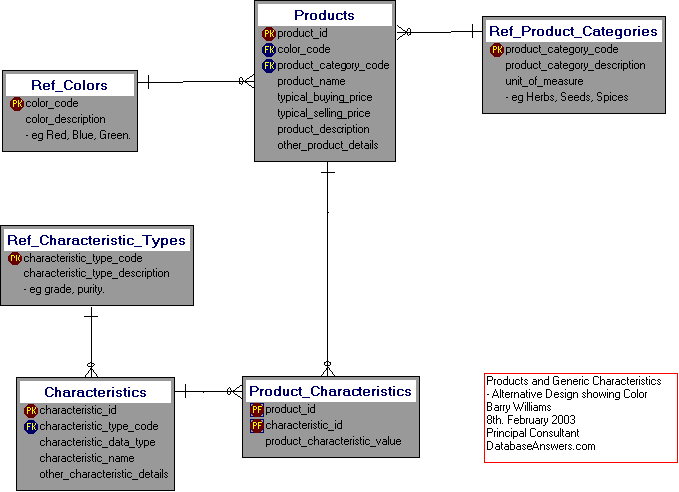 Products
PK product_id
FK color_code
FK product_category_code
product_name
typical_buying_price
typical_selling_price
product_description
other_product_details
Ref_Product_Categories
PK product_category_code
product_category_description
unit_of_measure
- eg Herbs, Seeds, Spices
Ref_Colors
PK color_code
color_description
- eg Red, Blue, Green.
Ref_Characteristic_Types
PK characteristic_type_code
characteristic_type_description
- eg grade, purity.
Characteristics
PK characteristic_id
FK characteristic_type_code
characteristic_data_type
characteristic_name
other_characteristic_details
Product_Characteristics
PF product_id
PF characteristic_id
product_characteristic_value
Products and Generic Characteristics
- Alternative Design showing Color
Barry Williams
8th. February 2003
Principal Consultant
DatabaseAnswers.com